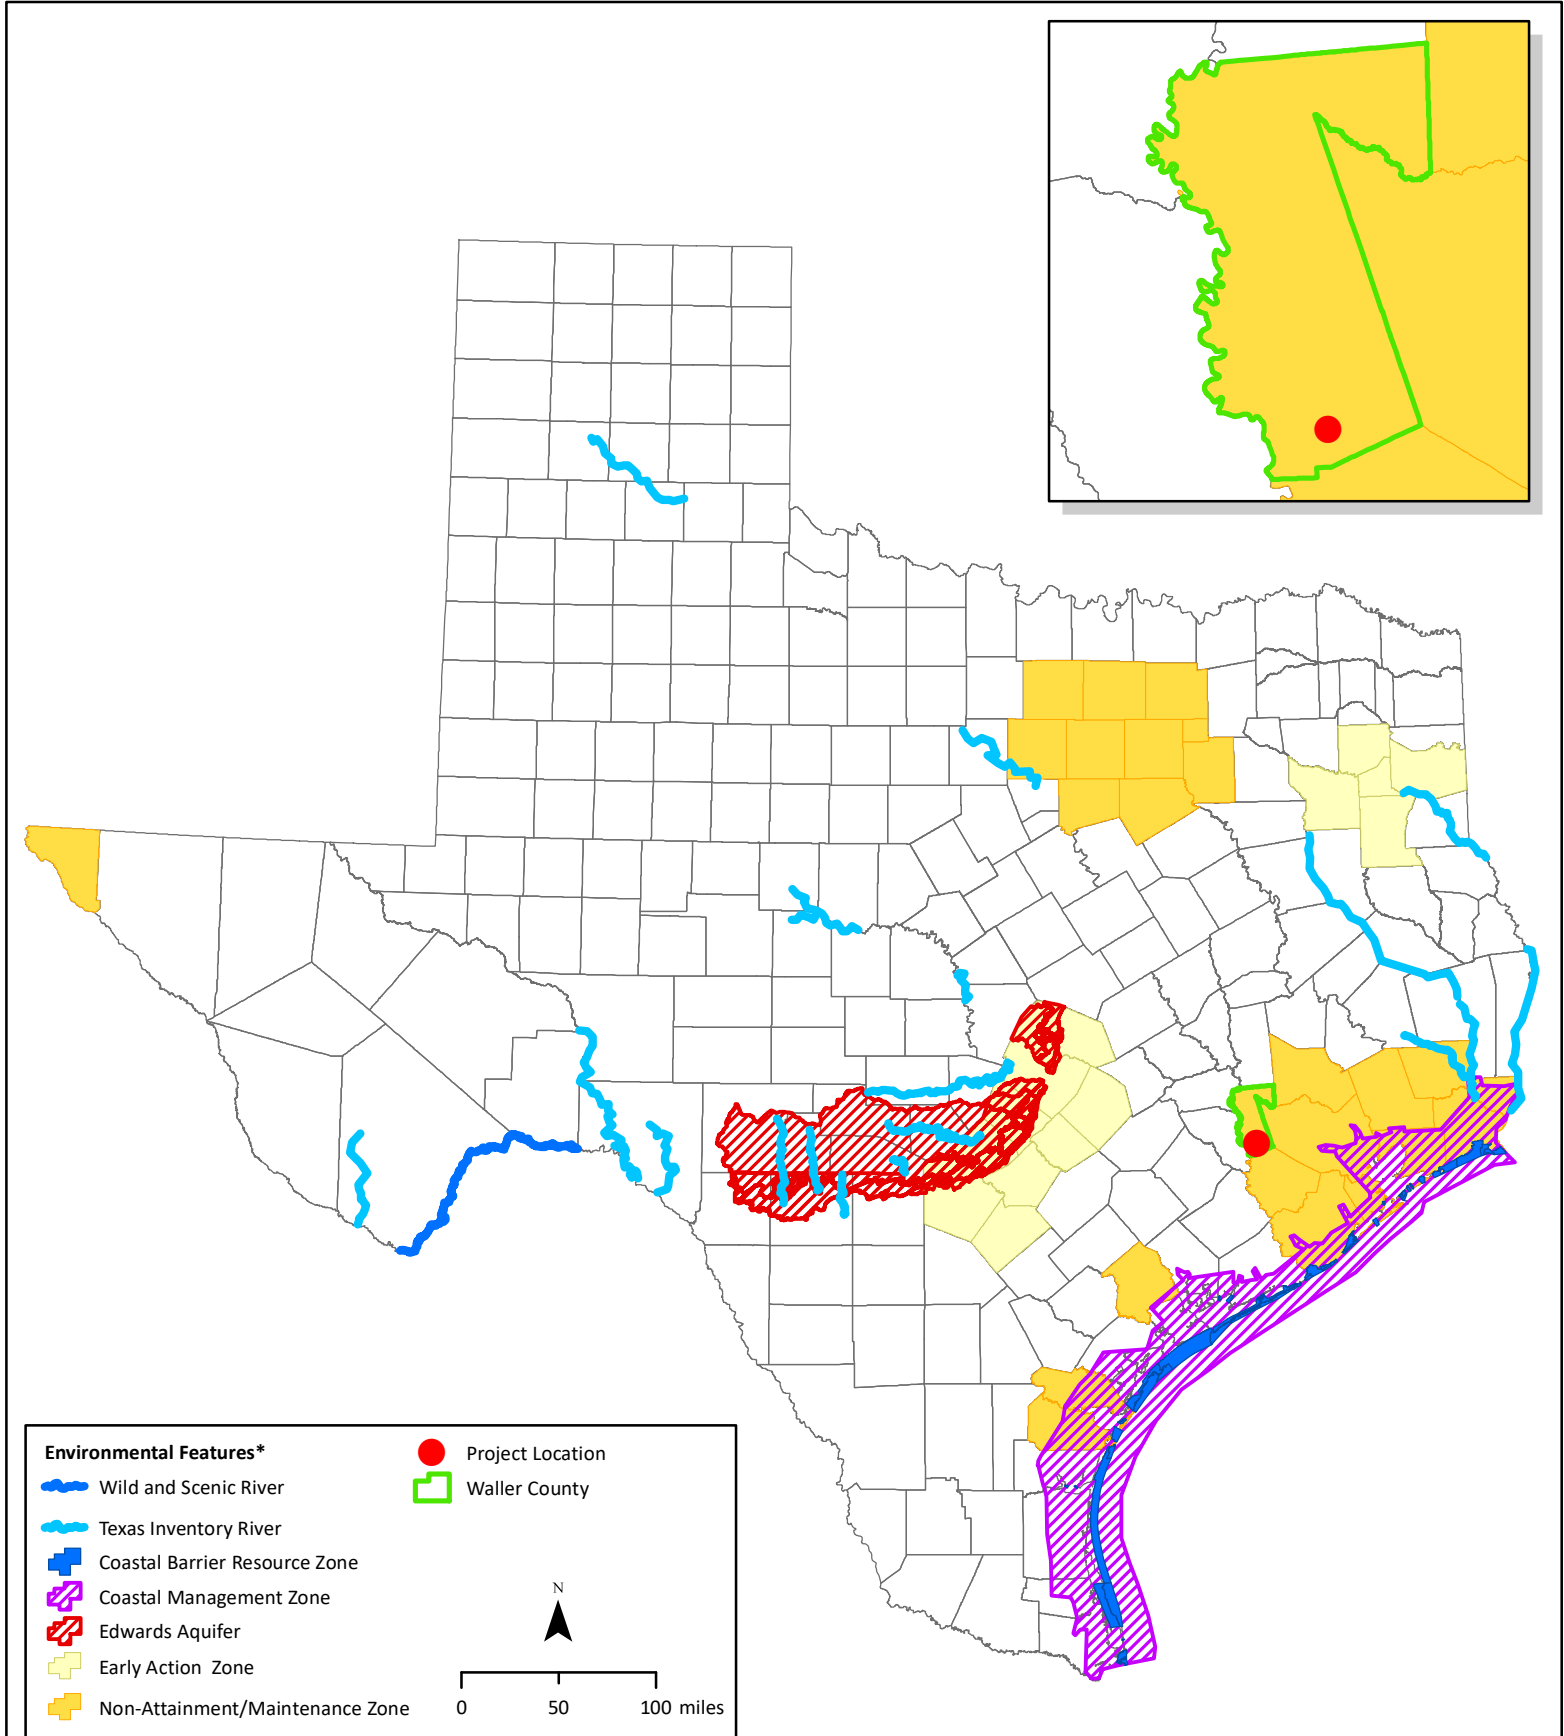 Environmental Features*
Wild and Scenic River
Texas Inventory River
Coastal Barrier Resource Zone
Coastal Management Zone
Edwards Aquifer
Early Action Zone
Non-Attainment/Maintenance Zone
Project Location
Waller County
N
0 50 100 miles